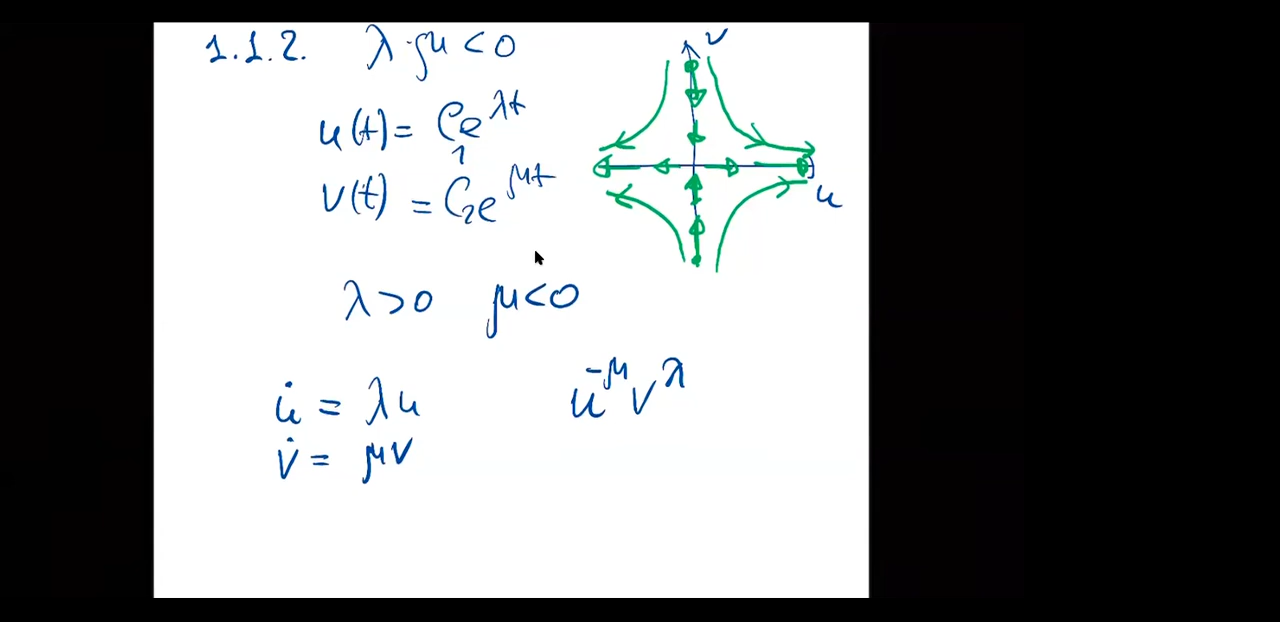 1.1.2. λ·μ<0
v
u(t)= C₁e^λt
v(t) = C₂e^μt
u
λ>0 μ<0
u̇ = λu
u^-μ v^λ
v̇ = μv